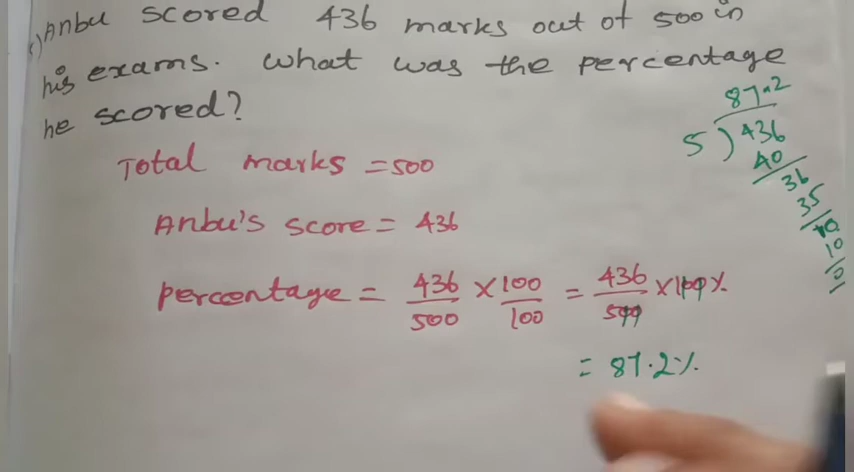 1) Anbu scored 436 marks out of 500 in
his exams. What was the percentage
he scored?
Total marks = 500
Anbu's score = 436
percentage = 436/500 × 100/100 = 436/500 × 100%
= 87.2%
87.2
5 ) 436
40
36
35
10
10
0